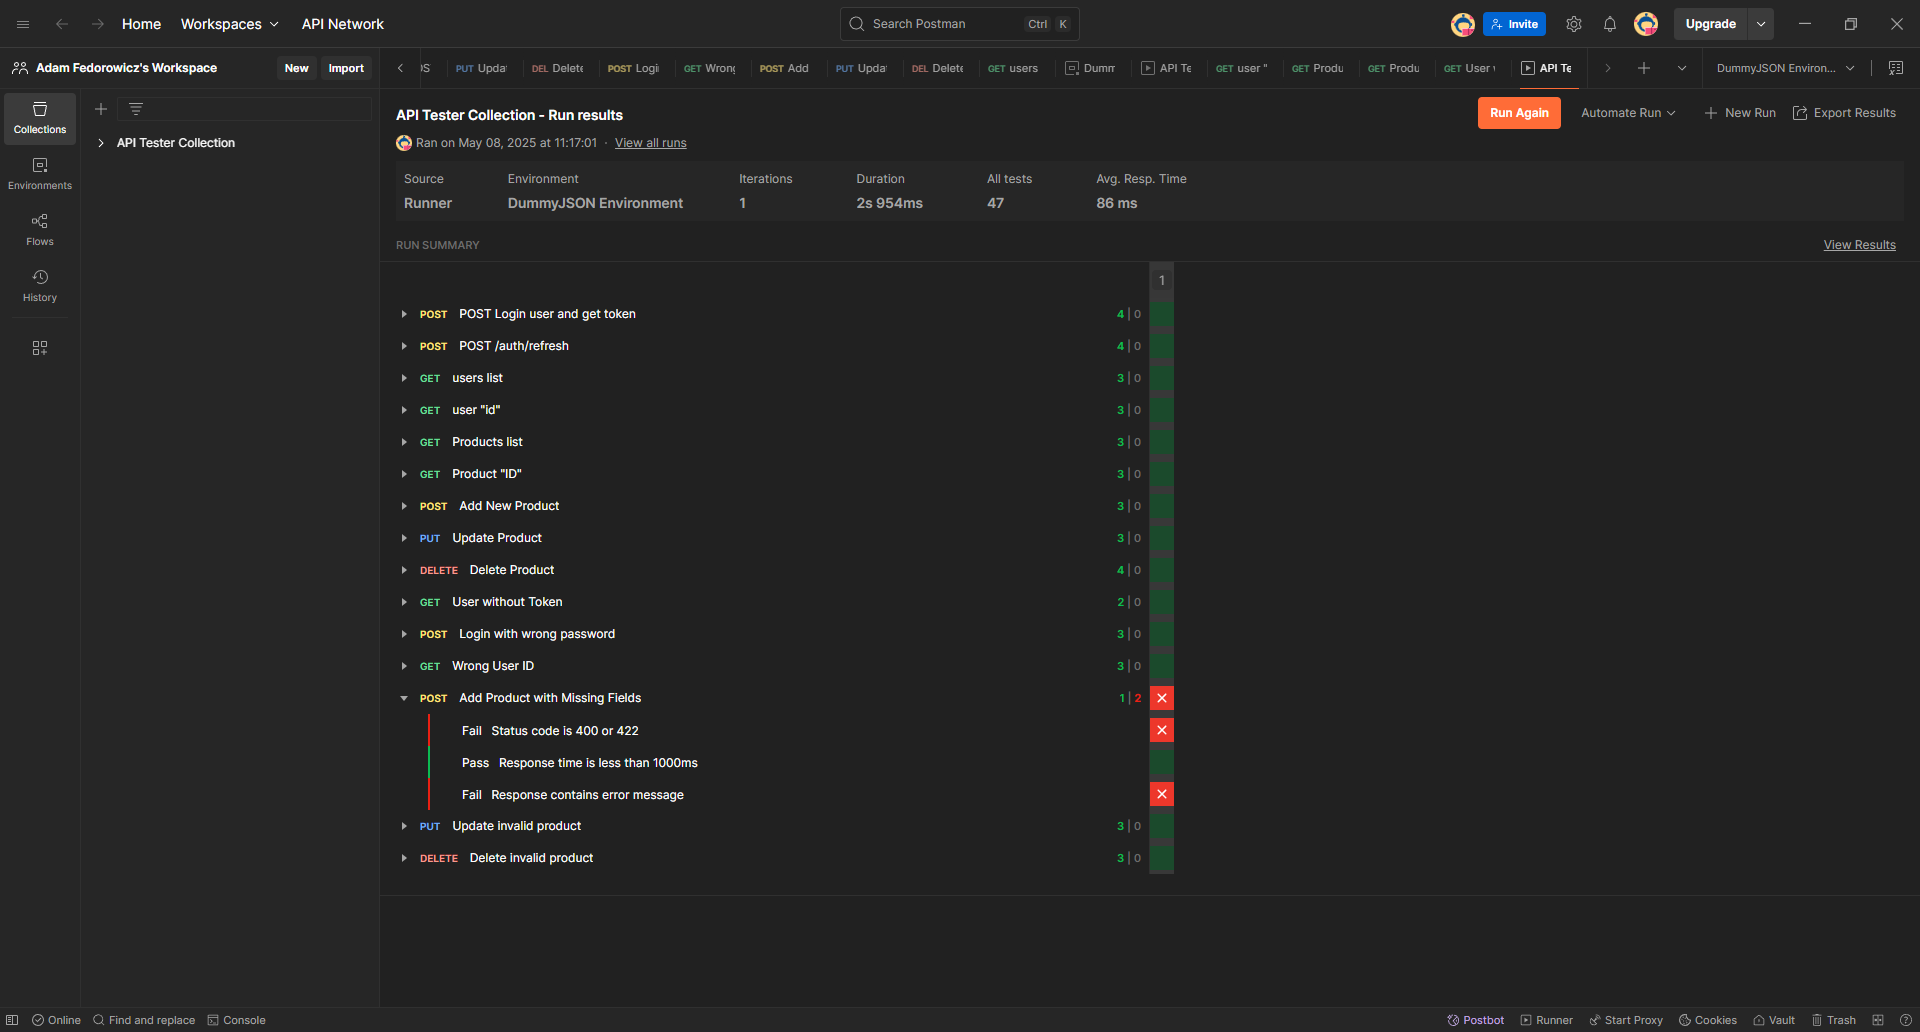 Home
Workspaces
API Network
Search Postman
Ctrl K
Invite
Upgrade
Adam Fedorowicz's Workspace
New
Import
OS
PUT Updat
DEL Delete
POST Logi
GET Wrong
POST Add
PUT Upda
DEL Delete
GET users
Dumm
API Te
GET user "
GET Produ
GET Produ
GET User
API Te
DummyJSON Environ...
Collections
Environments
Flows
History
API Tester Collection
API Tester Collection - Run results
Run Again
Automate Run
New Run
Export Results
Ran on May 08, 2025 at 11:17:01 · View all runs
Source Environment Iterations Duration All tests Avg. Resp. Time
Runner DummyJSON Environment 1 2s 954ms 47 86 ms
RUN SUMMARY
View Results
1
POST POST Login user and get token 4 | 0
POST POST /auth/refresh 4 | 0
GET users list 3 | 0
GET user "id" 3 | 0
GET Products list 3 | 0
GET Product "ID" 3 | 0
POST Add New Product 3 | 0
PUT Update Product 3 | 0
DELETE Delete Product 4 | 0
GET User without Token 2 | 0
POST Login with wrong password 3 | 0
GET Wrong User ID 3 | 0
POST Add Product with Missing Fields 1 | 2
Fail Status code is 400 or 422
Pass Response time is less than 1000ms
Fail Response contains error message
PUT Update invalid product 3 | 0
DELETE Delete invalid product 3 | 0
Online
Find and replace
Console
Postbot
Runner
Start Proxy
Cookies
Vault
Trash